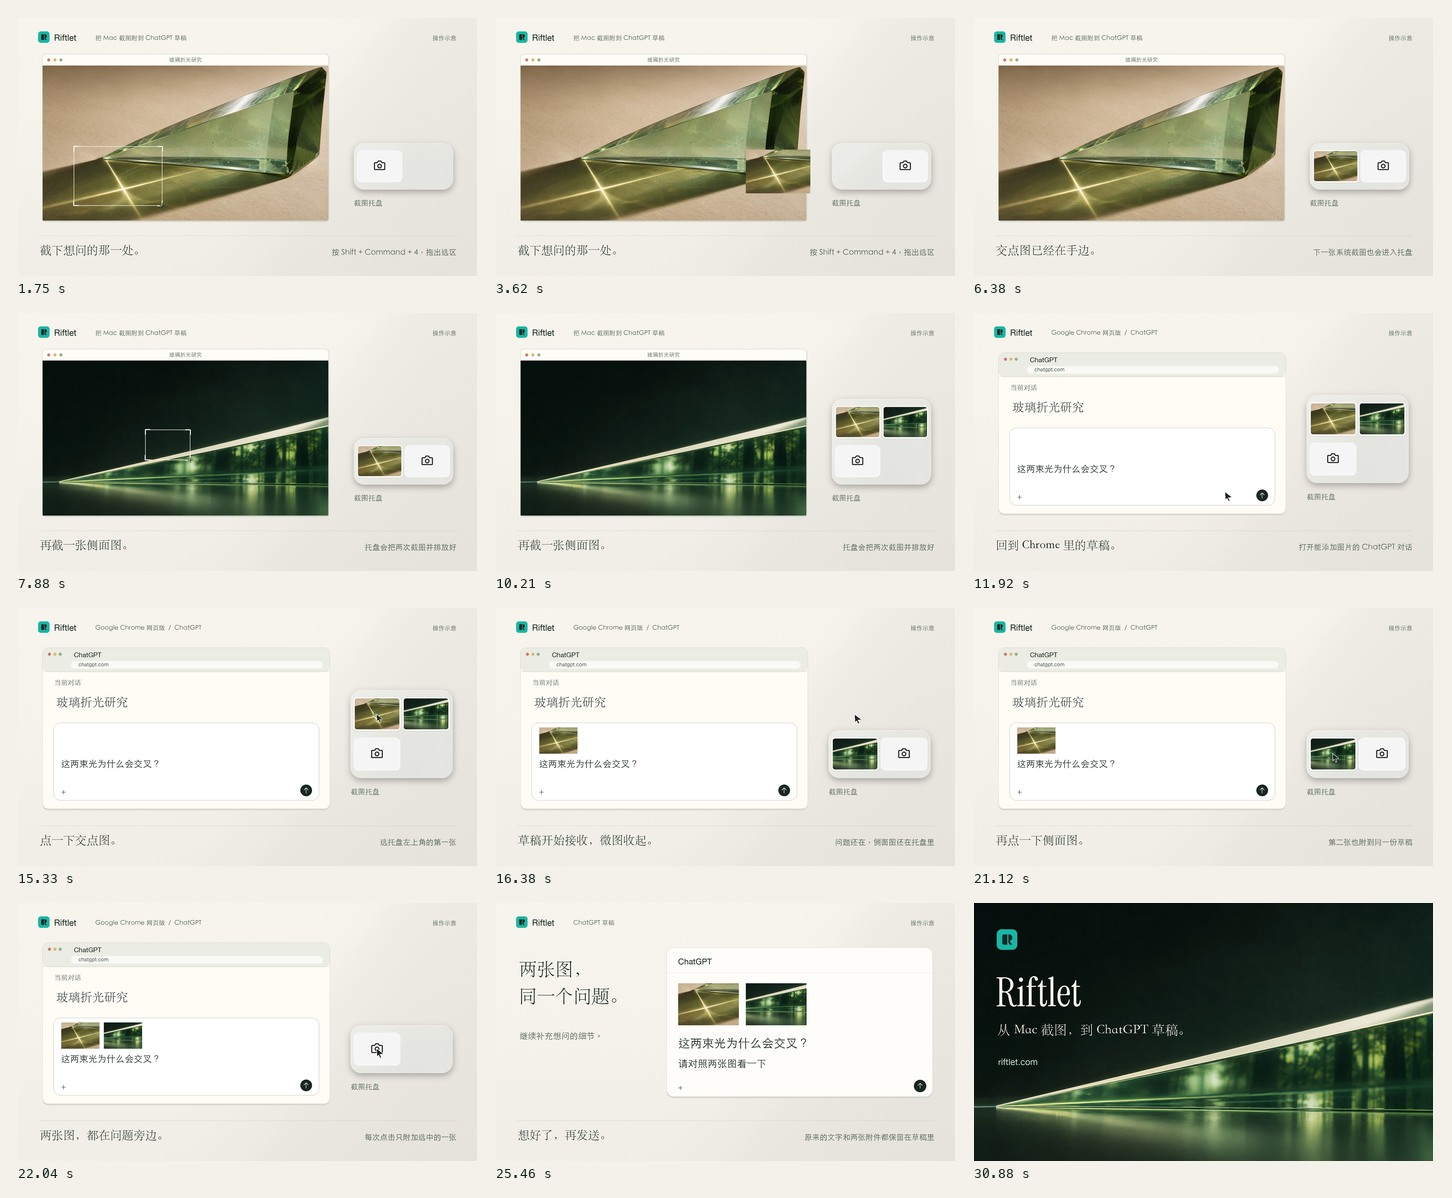 Riftlet 把 Mac 截图附到 ChatGPT 草稿 操作示意
玻璃折光研究
截图托盘
截下想问的那一处。 按 Shift + Command + 4，拖出选区
1.75 s
Riftlet 把 Mac 截图附到 ChatGPT 草稿 操作示意
玻璃折光研究
截图托盘
截下想问的那一处。 按 Shift + Command + 4，拖出选区
3.62 s
Riftlet 把 Mac 截图附到 ChatGPT 草稿 操作示意
玻璃折光研究
截图托盘
交点图已经在手边。 下一张系统截图也会进入托盘
6.38 s
Riftlet 把 Mac 截图附到 ChatGPT 草稿 操作示意
玻璃折光研究
截图托盘
再截一张侧面图。 托盘会把两次截图并排放好
7.88 s
Riftlet 把 Mac 截图附到 ChatGPT 草稿 操作示意
玻璃折光研究
截图托盘
再截一张侧面图。 托盘会把两次截图并排放好
10.21 s
Riftlet Google Chrome 网页版 / ChatGPT 操作示意
ChatGPT
chatgpt.com
当前对话
玻璃折光研究
这两束光为什么会交叉？
+
截图托盘
回到 Chrome 里的草稿。 打开能添加图片的 ChatGPT 对话
11.92 s
Riftlet Google Chrome 网页版 / ChatGPT 操作示意
ChatGPT
chatgpt.com
当前对话
玻璃折光研究
这两束光为什么会交叉？
+
截图托盘
点一下交点图。 选托盘左上角的第一张
15.33 s
Riftlet Google Chrome 网页版 / ChatGPT 操作示意
ChatGPT
chatgpt.com
当前对话
玻璃折光研究
这两束光为什么会交叉？
+
截图托盘
草稿开始接收，微图收起。 问题还在，侧面图还在托盘里
16.38 s
Riftlet Google Chrome 网页版 / ChatGPT 操作示意
ChatGPT
chatgpt.com
当前对话
玻璃折光研究
这两束光为什么会交叉？
+
截图托盘
再点一下侧面图。 第二张也附到同一份草稿
21.12 s
Riftlet Google Chrome 网页版 / ChatGPT 操作示意
ChatGPT
chatgpt.com
当前对话
玻璃折光研究
这两束光为什么会交叉？
+
截图托盘
两张图，都在问题旁边。 每次点击只附加选中的一张
22.04 s
Riftlet ChatGPT 草稿 操作示意
两张图，
同一个问题。
继续补充想问的细节。
ChatGPT
这两束光为什么会交叉？
请对照两张图看一下
+
想好了，再发送。 原来的文字和两张附件都保留在草稿里
25.46 s
Riftlet
从 Mac 截图，到 ChatGPT 草稿。
riftlet.com
30.88 s